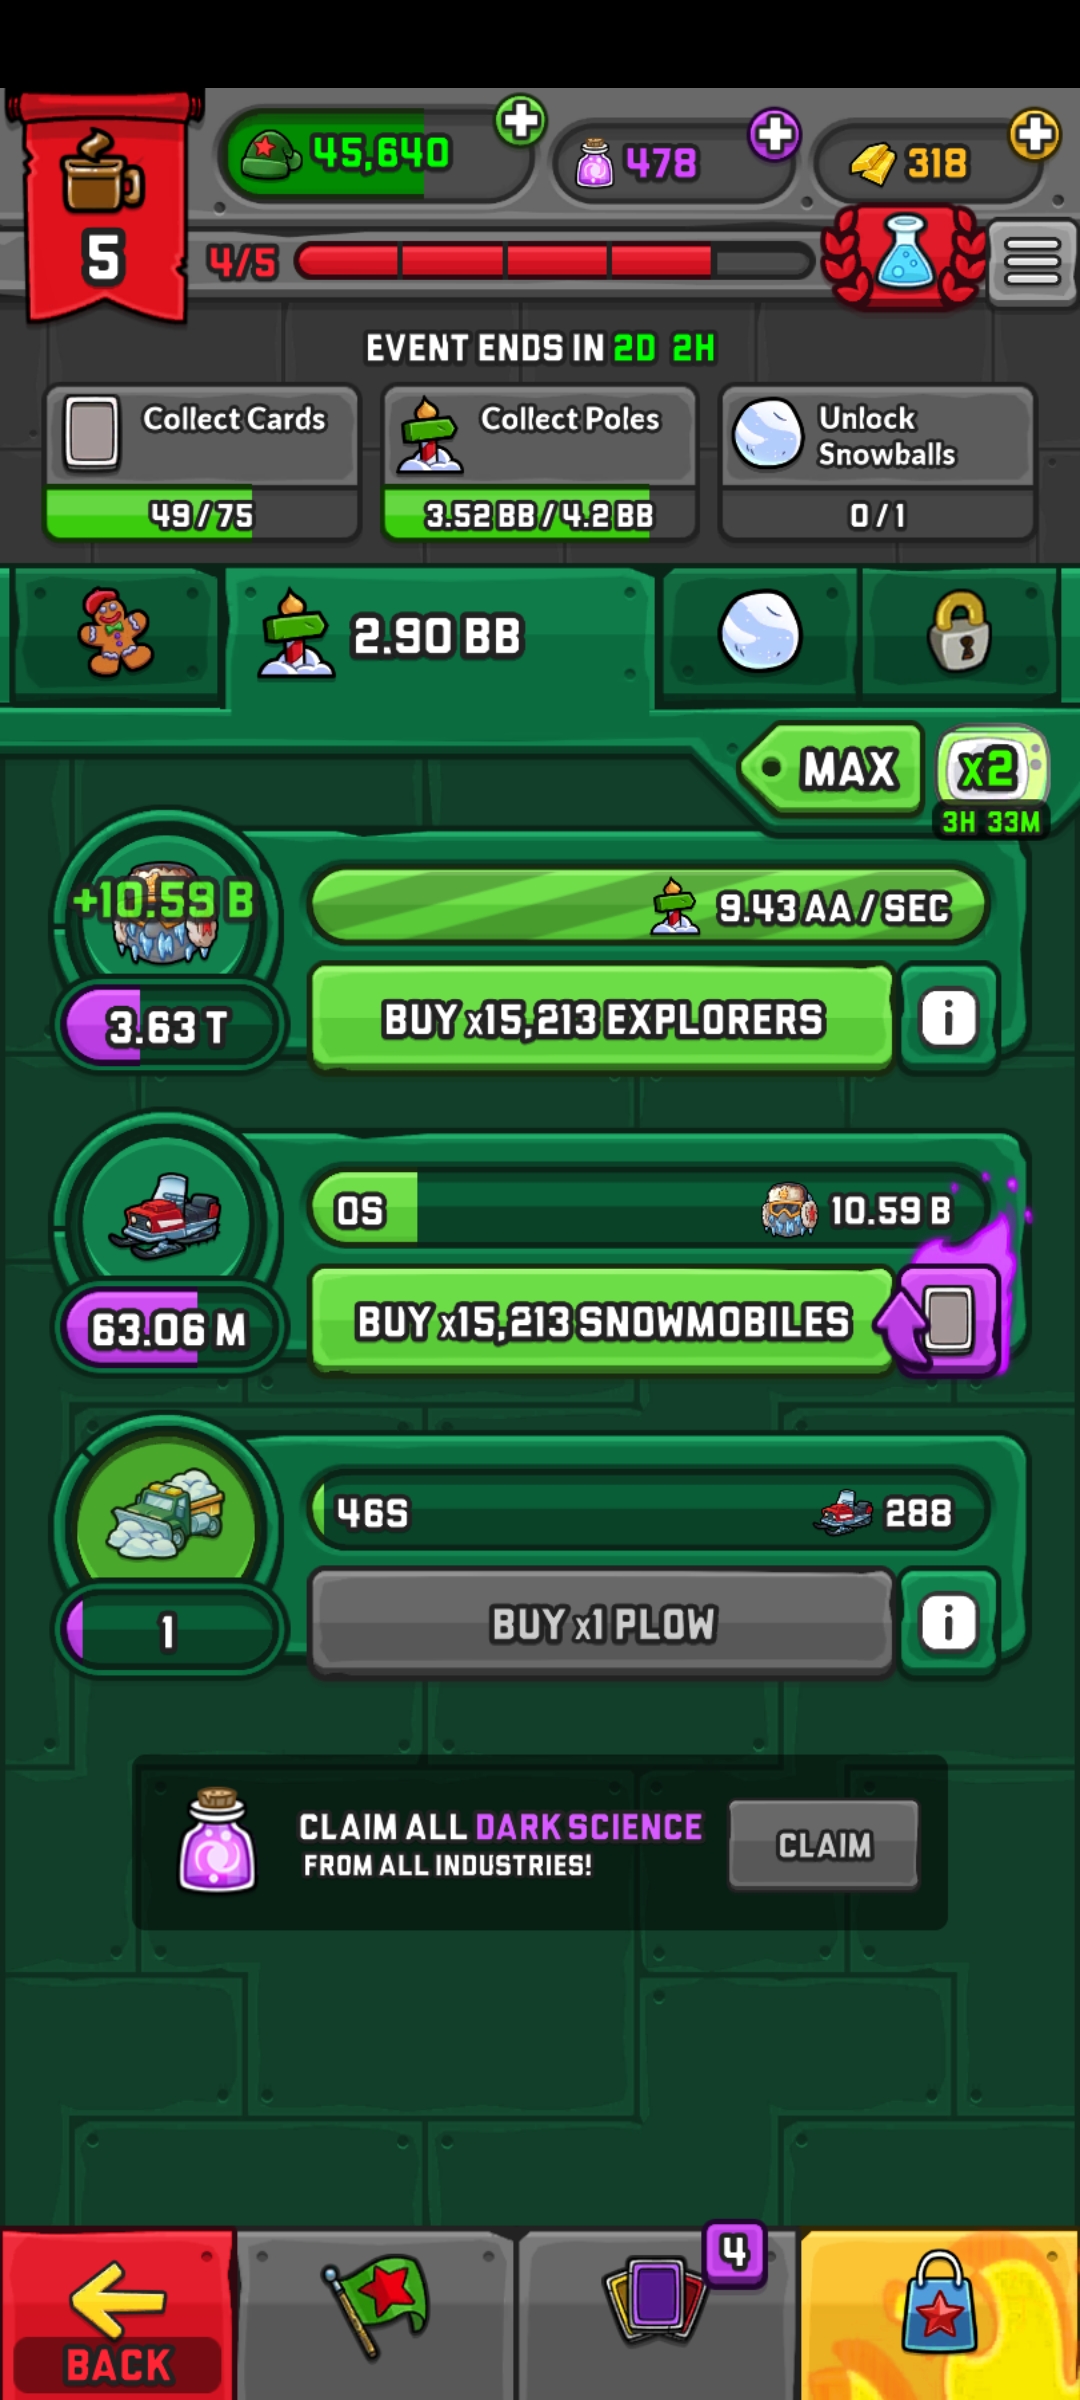 45,640
478
318
5
4/5
EVENT ENDS IN 2D 2H
Collect Cards
49/75
Collect Poles
3.52 BB/4.2 BB
Unlock
Snowballs
0/1
2.90 BB
MAX
x2
3H 33M
+10.59 B
9.43 AA/SEC
3.63 T
BUY x15,213 EXPLORERS
i
0S
10.59 B
63.06 M
BUY x15,213 SNOWMOBILES
46S
288
1
BUY x1 PLOW
i
CLAIM ALL DARK SCIENCE
FROM ALL INDUSTRIES!
CLAIM
4
BACK